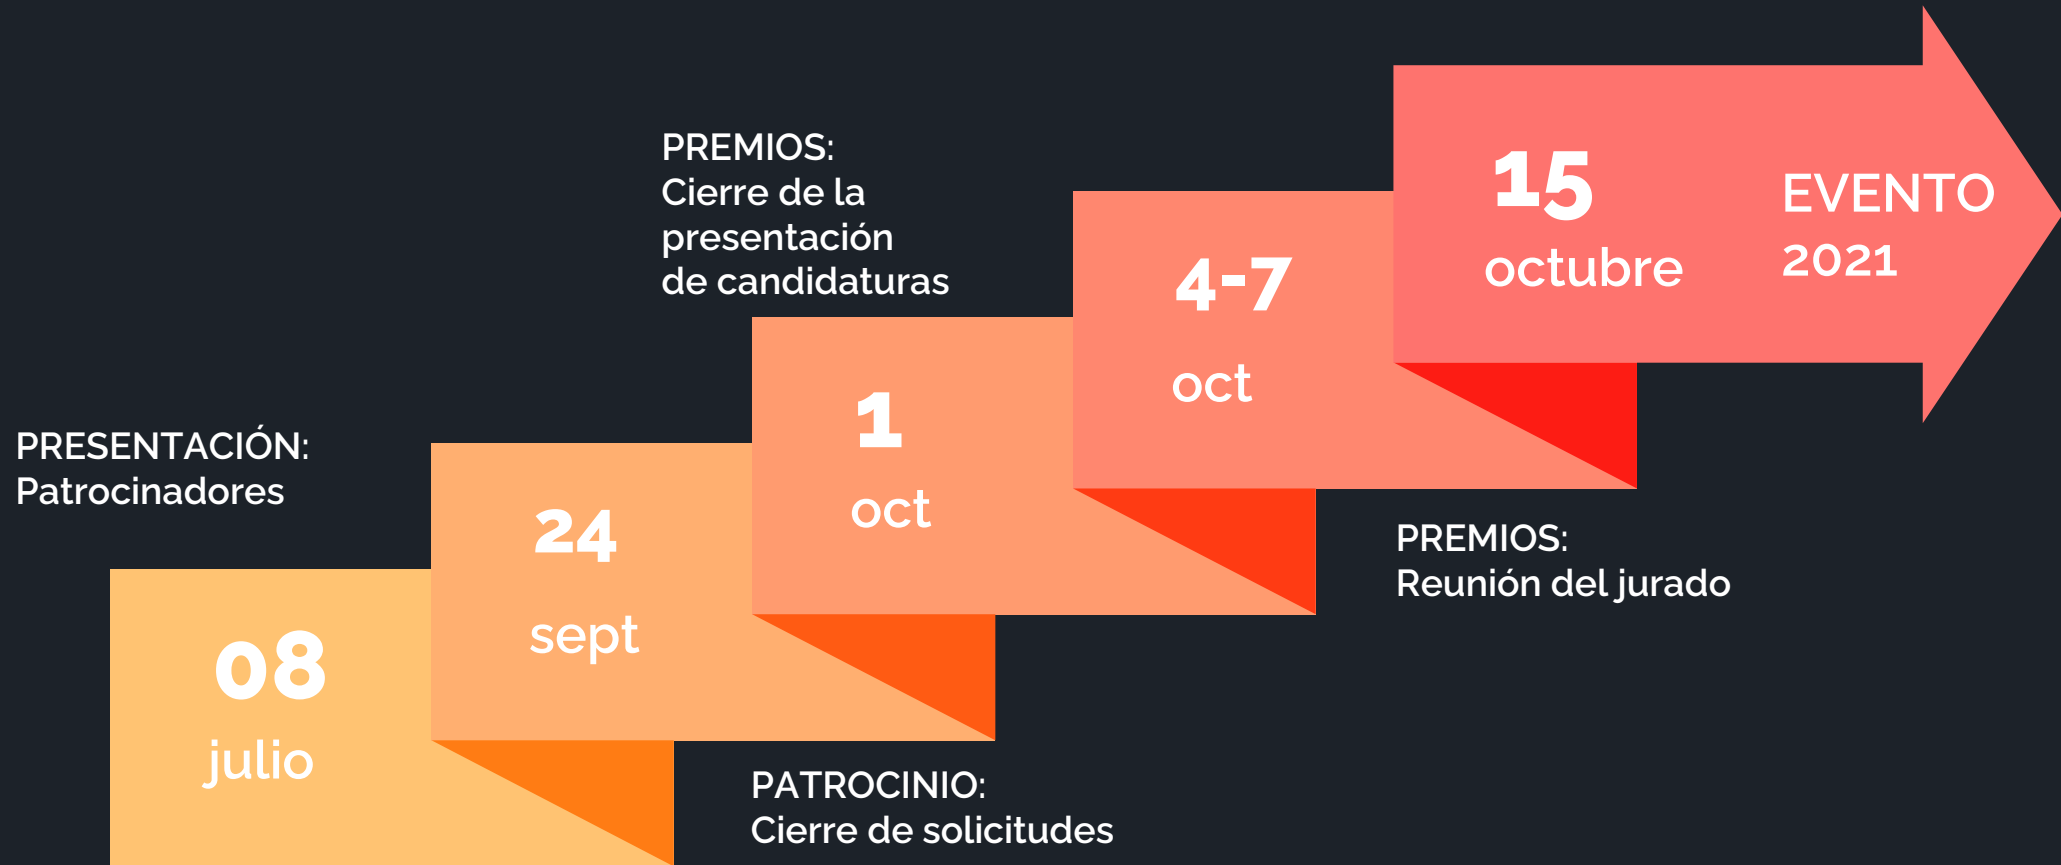 PRESENTACIÓN:
Patrocinadores
08
julio
24
sept
PATROCINIO:
Cierre de solicitudes
PREMIOS:
Cierre de la
presentación
de candidaturas
1
oct
4-7
oct
PREMIOS:
Reunión del jurado
15
octubre
EVENTO
2021